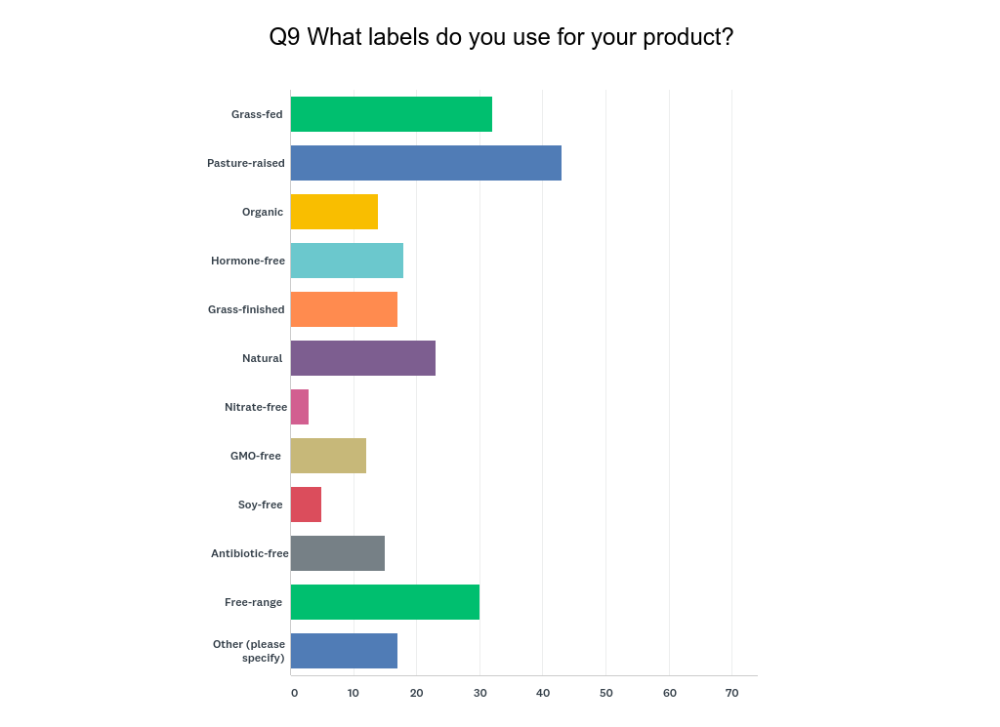 Q9 What labels do you use for your product?
Grass-fed
Pasture-raised
Organic
Hormone-free
Grass-finished
Natural
Nitrate-free
GMO-free
Soy-free
Antibiotic-free
Free-range
Other (please
specify)
0 10 20 30 40 50 60 70